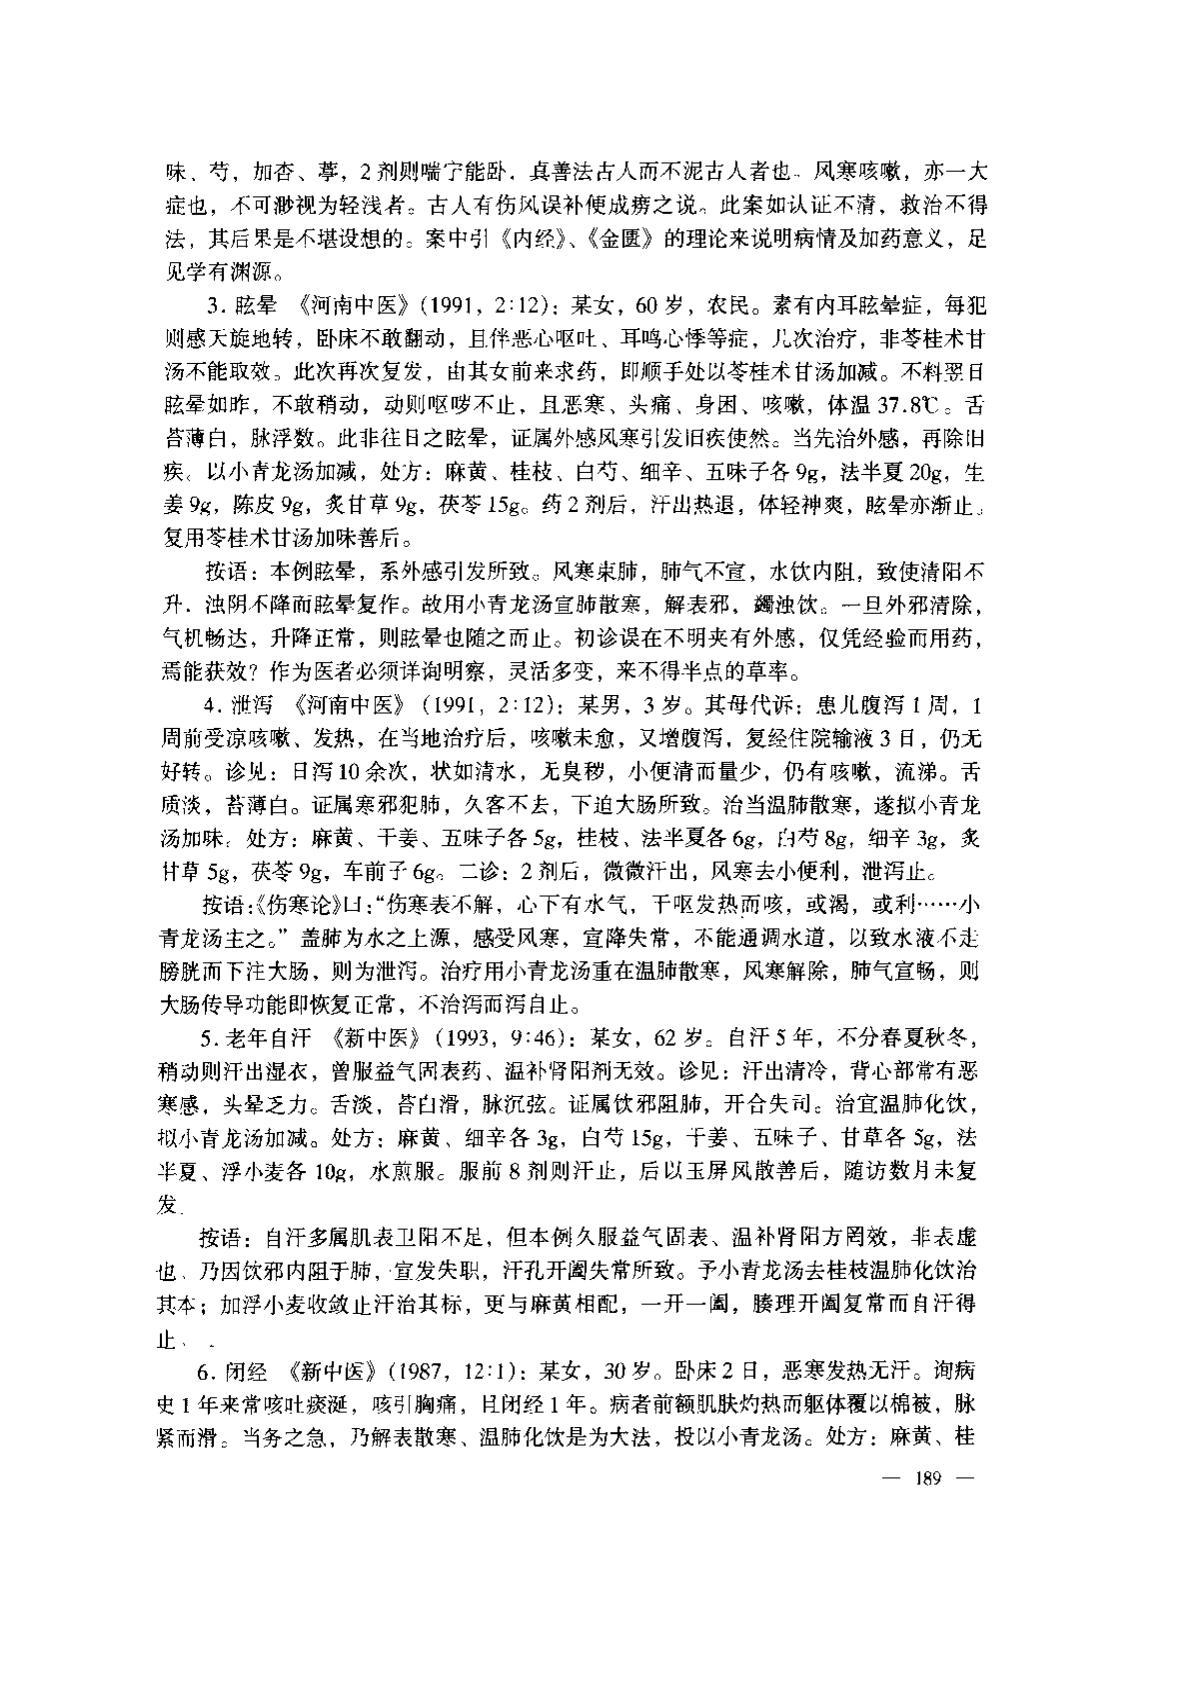 味、芍，加杏、葶，2剂则喘宁能卧．真善法古人而不泥古人者也。风寒咳嗽，亦一大
症也，不可渺视为轻浅者。古人有伤风误补便成痨之说。此案如认证不清，救治不得
法，其后果是不堪设想的。案中引《内经》、《金匮》的理论来说明病情及加药意义，足
见学有渊源。
3. 眩晕 《河南中医》(1991，2:12)：某女，60岁，农民。素有内耳眩晕症，每犯
则感天旋地转，卧床不敢翻动，且伴恶心呕吐、耳鸣心悸等症，几次治疗，非苓桂术甘
汤不能取效。此次再次复发，由其女前来求药，即顺手处以苓桂术甘汤加减。不料翌日
眩晕如昨，不敢稍动，动则呕哕不止，且恶寒、头痛、身困、咳嗽，体温37.8℃。舌
苔薄白，脉浮数。此非往日之眩晕，证属外感风寒引发旧疾使然。当先治外感，再除旧
疾。以小青龙汤加减，处方：麻黄、桂枝、白芍、细辛、五味子各9g，法半夏20g，生
姜9g，陈皮9g，炙甘草9g，茯苓15g。药2剂后，汗出热退，体轻神爽，眩晕亦渐止。
复用苓桂术甘汤加味善后。
按语：本例眩晕，系外感引发所致。风寒束肺，肺气不宣，水饮内阻，致使清阳不
升．浊阴不降而眩晕复作。故用小青龙汤宣肺散寒，解表邪，蠲浊饮。一旦外邪清除，
气机畅达，升降正常，则眩晕也随之而止。初诊误在不明夹有外感，仅凭经验而用药，
焉能获效？作为医者必须详询明察，灵活多变，来不得半点的草率。
4. 泄泻 《河南中医》(1991，2:12)：某男，3岁。其母代诉：患儿腹泻1周，1
周前受凉咳嗽、发热，在当地治疗后，咳嗽未愈，又增腹泻，复经住院输液3日，仍无
好转。诊见：日泻10余次，状如清水，无臭秽，小便清而量少，仍有咳嗽，流涕。舌
质淡，苔薄白。证属寒邪犯肺，久客不去，下迫大肠所致。治当温肺散寒，遂拟小青龙
汤加味。处方：麻黄、干姜、五味子各5g，桂枝、法半夏各6g，白芍8g，细辛3g，炙
甘草5g，茯苓9g，车前子6g。二诊：2剂后，微微汗出，风寒去小便利，泄泻止。
按语：《伤寒论》曰：“伤寒表不解，心下有水气，干呕发热而咳，或渴，或利……小
青龙汤主之。”盖肺为水之上源，感受风寒，宣降失常，不能通调水道，以致水液不走
膀胱而下注大肠，则为泄泻。治疗用小青龙汤重在温肺散寒，风寒解除，肺气宣畅，则
大肠传导功能即恢复正常，不治泻而泻自止。
5. 老年自汗 《新中医》(1993，9:46)：某女，62岁。自汗5年，不分春夏秋冬，
稍动则汗出湿衣，曾服益气固表药、温补肾阳剂无效。诊见：汗出清冷，背心部常有恶
寒感，头晕乏力。舌淡，苔白滑，脉沉弦。证属饮邪阻肺，开合失司。治宜温肺化饮，
拟小青龙汤加减。处方：麻黄、细辛各3g，白芍15g，干姜、五味子、甘草各5g，法
半夏、浮小麦各10g，水煎服。服前8剂则汗止，后以玉屏风散善后，随访数月未复
发．
按语：自汗多属肌表卫阳不足，但本例久服益气固表、温补肾阳方罔效，非表虚
也、乃因饮邪内阻于肺，宣发失职，汗孔开阖失常所致。予小青龙汤去桂枝温肺化饮治
其本；加浮小麦收敛止汗治其标，更与麻黄相配，一开一阖，腠理开阖复常而自汗得
止、
6. 闭经 《新中医》(1987，12:1)：某女，30岁。卧床2日，恶寒发热无汗。询病
史1年来常咳吐痰涎，咳引胸痛，且闭经1年。病者前额肌肤灼热而躯体覆以棉被，脉
紧而滑。当务之急，乃解表散寒、温肺化饮是为大法，投以小青龙汤。处方：麻黄、桂
— 189 —